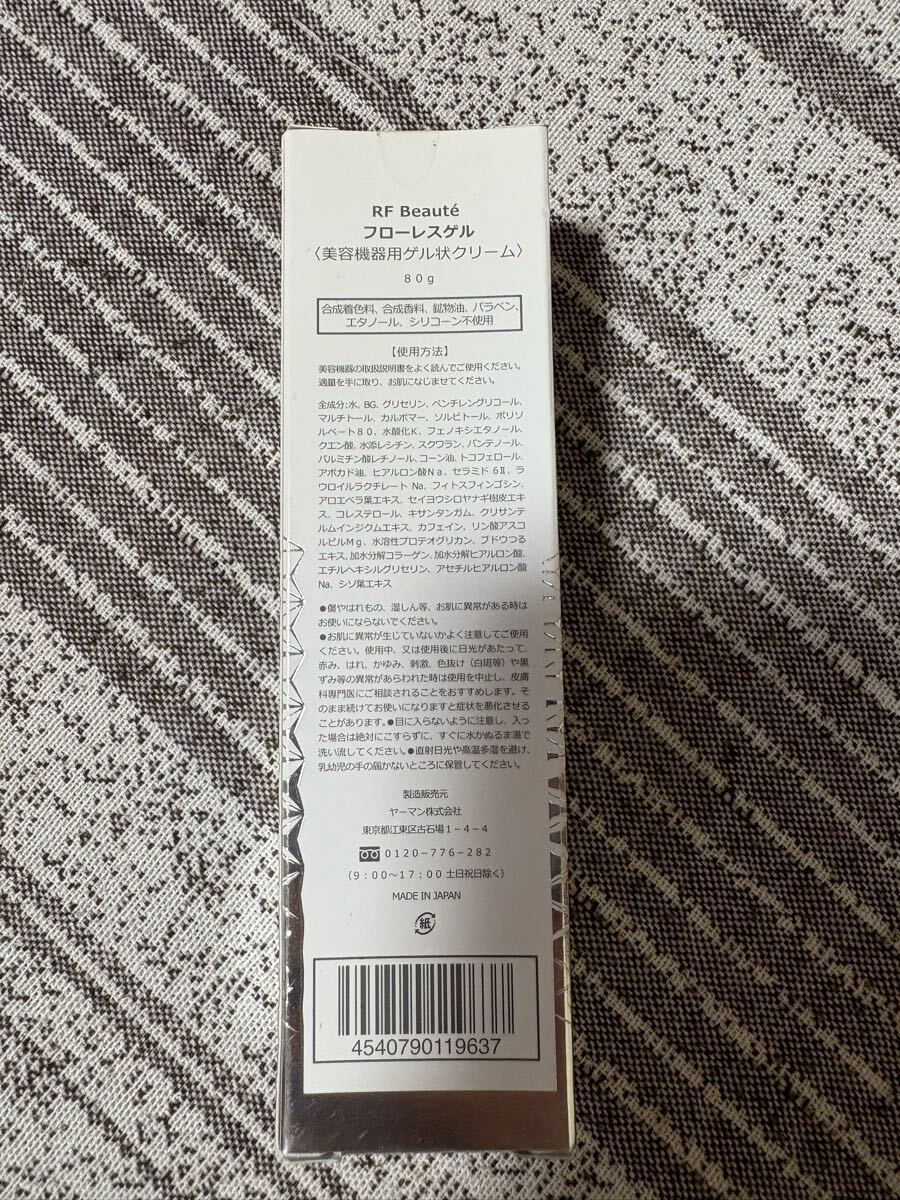 RF Beauté
フローレスゲル
〈美容機器用ゲル状クリーム〉
80g
合成着色料、合成香料、鉱物油、パラベン、
エタノール、シリコーン不使用
【使用方法】
美容機器の取扱説明書をよく読んでご使用ください。
適量を手に取り、お肌になじませてください。
全成分:水、BG、グリセリン、ペンチレングリコール、
マルチトール、カルボマー、ソルビトール、ポリソ
ルベート80、水酸化K、フェノキシエタノール、
クエン酸、水添レシチン、スクワラン、パンテノール、
パルミチン酸レチノール、コーン油、トコフェロール、
アボカド油、ヒアルロン酸Na、セラミド6Ⅱ、ラ
ウロイルラクチレートNa、フィトスフィンゴシン、
アロエベラ葉エキス、セイヨウシロヤナギ樹皮エキ
ス、コレステロール、キサンタンガム、クリサンテ
ルムインジクムエキス、カフェイン、リン酸アスコ
ルビルMg、水溶性プロテオグリカン、ブドウつる
エキス、加水分解コラーゲン、加水分解ヒアルロン酸、
エチルヘキシルグリセリン、アセチルヒアルロン酸
Na、シソ葉エキス
●傷やはれもの、湿しん等、お肌に異常がある時は
お使いにならないでください。
●お肌に異常が生じていないかよく注意してご使用
ください。使用中、又は使用後に日光があたって、
赤み、はれ、かゆみ、刺激、色抜け（白斑等）や黒
ずみ等の異常があらわれた時は使用を中止し、皮膚
科専門医にご相談されることをおすすめします。そ
のまま続けてお使いになりますと症状を悪化させる
ことがあります。●目に入らないように注意し、入っ
た場合は絶対にこすらずに、すぐに水かぬるま湯で
洗い流してください。●直射日光や高温多湿を避け、
乳幼児の手の届かないところに保管してください。
製造販売元
ヤーマン株式会社
東京都江東区古石場1−4−4
0120−776−282
（9：00〜17：00 土日祝日除く）
MADE IN JAPAN
紙
4540790119637